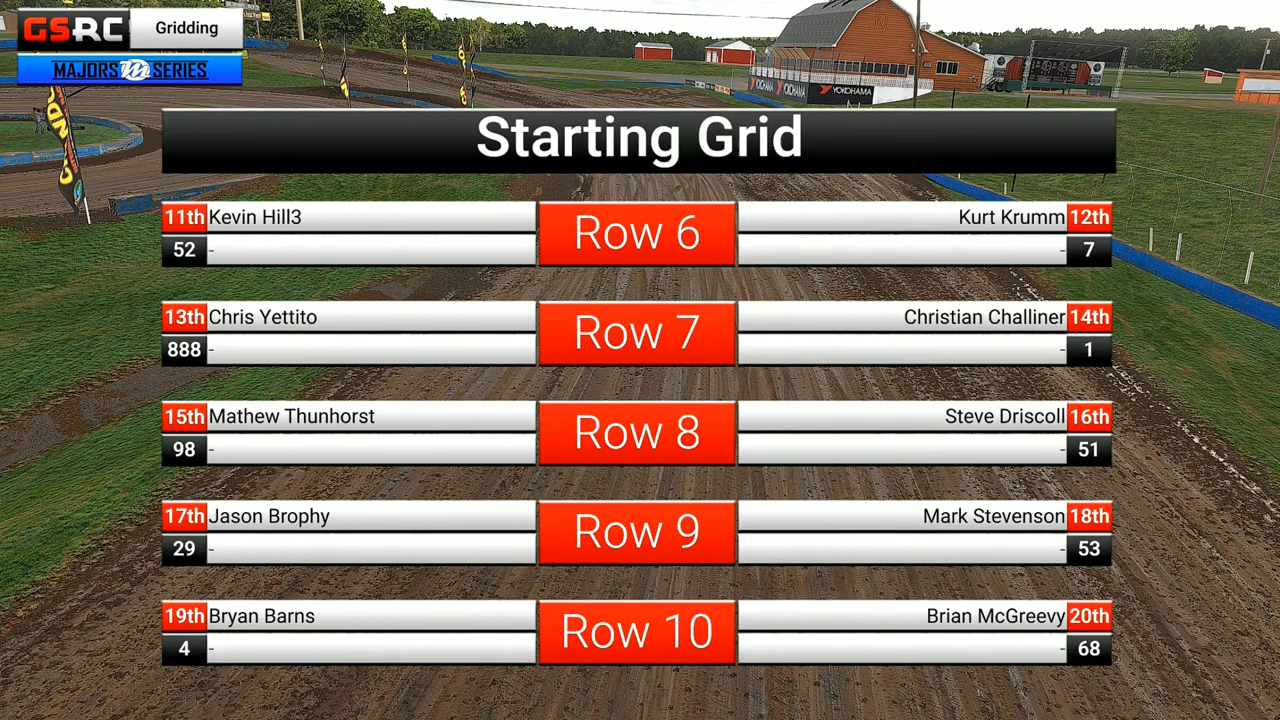 GSRC Gridding
MAJORS M SERIES
Starting Grid
11th Kevin Hill3 Row 6 Kurt Krumm 12th
52 - - 7
13th Chris Yettito Row 7 Christian Challiner 14th
888 - - 1
15th Mathew Thunhorst Row 8 Steve Driscoll 16th
98 - - 51
17th Jason Brophy Row 9 Mark Stevenson 18th
29 - - 53
19th Bryan Barns Row 10 Brian McGreevy 20th
4 - - 68
YOKOHAMA YOKOHAMA YOKOHAMA